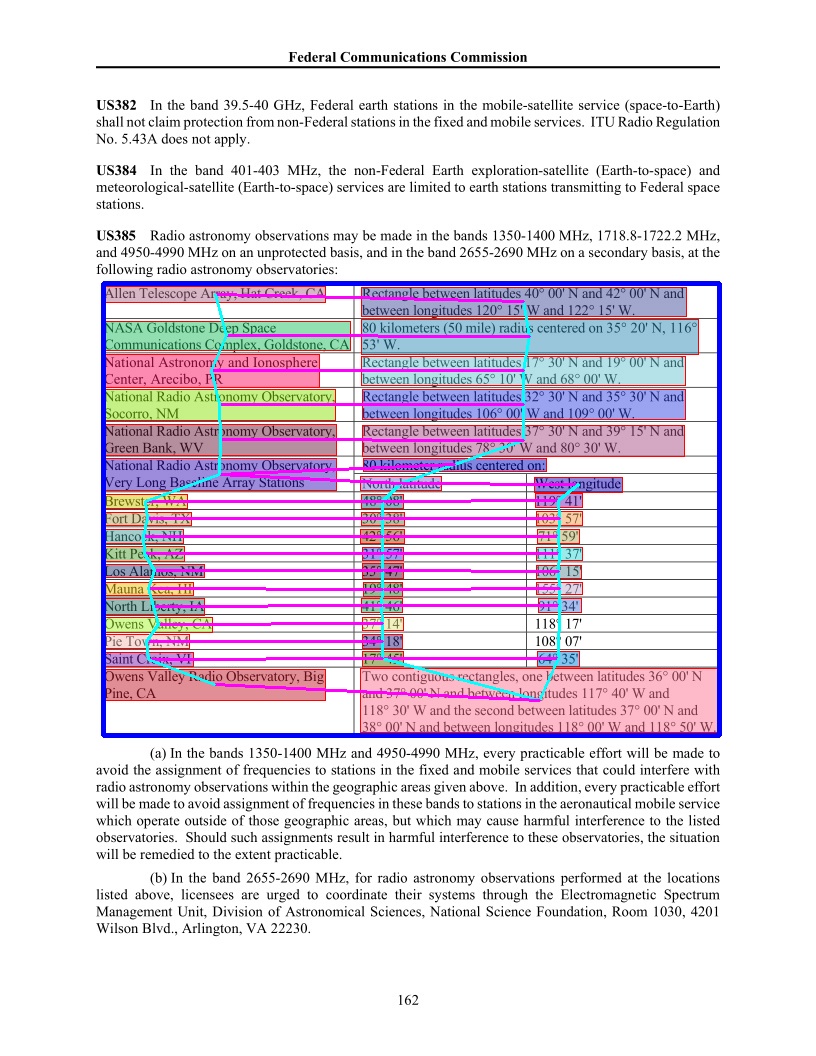 Federal Communications Commission
US382 In the band 39.5-40 GHz, Federal earth stations in the mobile-satellite service (space-to-Earth)
shall not claim protection from non-Federal stations in the fixed and mobile services. ITU Radio Regulation
No. 5.43A does not apply.
US384 In the band 401-403 MHz, the non-Federal Earth exploration-satellite (Earth-to-space) and
meteorological-satellite (Earth-to-space) services are limited to earth stations transmitting to Federal space
stations.
US385 Radio astronomy observations may be made in the bands 1350-1400 MHz, 1718.8-1722.2 MHz,
and 4950-4990 MHz on an unprotected basis, and in the band 2655-2690 MHz on a secondary basis, at the
following radio astronomy observatories:
Allen Telescope Array, Hat Creek, CA Rectangle between latitudes 40° 00' N and 42° 00' N and
between longitudes 120° 15' W and 122° 15' W.
NASA Goldstone Deep Space 80 kilometers (50 mile) radius centered on 35° 20' N, 116°
Communications Complex, Goldstone, CA 53' W.
National Astronomy and Ionosphere Rectangle between latitudes 17° 30' N and 19° 00' N and
Center, Arecibo, PR between longitudes 65° 10' W and 68° 00' W.
National Radio Astronomy Observatory, Rectangle between latitudes 32° 30' N and 35° 30' N and
Socorro, NM between longitudes 106° 00' W and 109° 00' W.
National Radio Astronomy Observatory, Rectangle between latitudes 37° 30' N and 39° 15' N and
Green Bank, WV between longitudes 78° 30' W and 80° 30' W.
National Radio Astronomy Observatory, 80 kilometer radius centered on:
Very Long Baseline Array Stations North latitude West longitude
Brewster, WA 48° 08' 119° 41'
Fort Davis, TX 30° 38' 103° 57'
Hancock, NH 42° 56' 71° 59'
Kitt Peak, AZ 31° 57' 111° 37'
Los Alamos, NM 35° 47' 106° 15'
Mauna Kea, HI 19° 48' 155° 27'
North Liberty, IA 41° 46' 91° 34'
Owens Valley, CA 37° 14' 118° 17'
Pie Town, NM 34° 18' 108° 07'
Saint Croix, VI 17° 45' 64° 35'
Owens Valley Radio Observatory, Big Two contiguous rectangles, one between latitudes 36° 00' N
Pine, CA and 37° 00' N and between longitudes 117° 40' W and
118° 30' W and the second between latitudes 37° 00' N and
38° 00' N and between longitudes 118° 00' W and 118° 50' W.
(a) In the bands 1350-1400 MHz and 4950-4990 MHz, every practicable effort will be made to
avoid the assignment of frequencies to stations in the fixed and mobile services that could interfere with
radio astronomy observations within the geographic areas given above. In addition, every practicable effort
will be made to avoid assignment of frequencies in these bands to stations in the aeronautical mobile service
which operate outside of those geographic areas, but which may cause harmful interference to the listed
observatories. Should such assignments result in harmful interference to these observatories, the situation
will be remedied to the extent practicable.
(b) In the band 2655-2690 MHz, for radio astronomy observations performed at the locations
listed above, licensees are urged to coordinate their systems through the Electromagnetic Spectrum
Management Unit, Division of Astronomical Sciences, National Science Foundation, Room 1030, 4201
Wilson Blvd., Arlington, VA 22230.
162